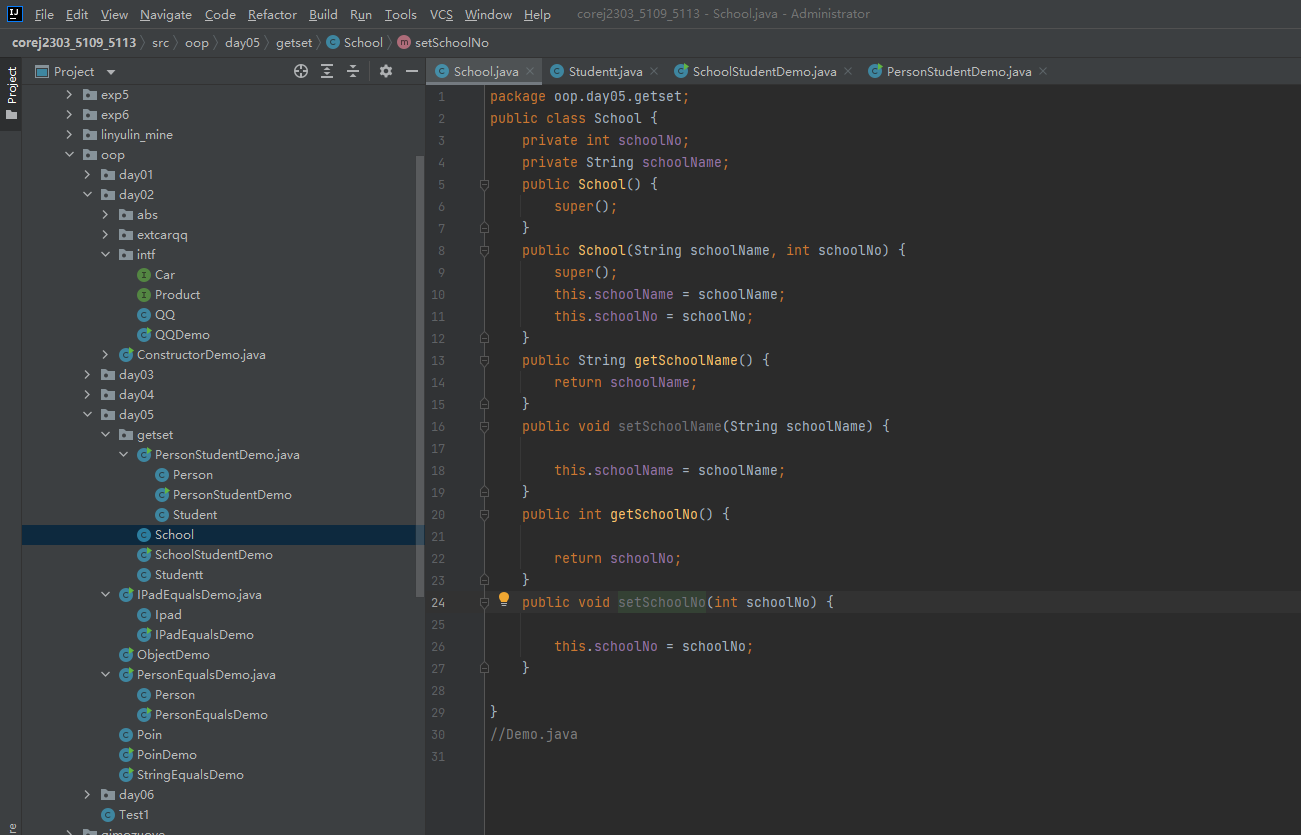 File Edit View Navigate Code Refactor Build Run Tools VCS Window Help corej2303_5109_5113 - School.java - Administrator
corej2303_5109_5113 src oop day05 getset School setSchoolNo
Project
Project
School.java Studentt.java SchoolStudentDemo.java PersonStudentDemo.java
exp5
exp6
linyulin_mine
oop
day01
day02
abs
extcarqq
intf
Car
Product
QQ
QQDemo
ConstructorDemo.java
day03
day04
day05
getset
PersonStudentDemo.java
Person
PersonStudentDemo
Student
School
SchoolStudentDemo
Studentt
IPadEqualsDemo.java
Ipad
IPadEqualsDemo
ObjectDemo
PersonEqualsDemo.java
Person
PersonEqualsDemo
Poin
PoinDemo
StringEqualsDemo
day06
Test1
1 package oop.day05.getset;
2 public class School {
3 private int schoolNo;
4 private String schoolName;
5 public School() {
6 super();
7 }
8 public School(String schoolName, int schoolNo) {
9 super();
10 this.schoolName = schoolName;
11 this.schoolNo = schoolNo;
12 }
13 public String getSchoolName() {
14 return schoolName;
15 }
16 public void setSchoolName(String schoolName) {
17
18 this.schoolName = schoolName;
19 }
20 public int getSchoolNo() {
21
22 return schoolNo;
23 }
24 public void setSchoolNo(int schoolNo) {
25
26 this.schoolNo = schoolNo;
27 }
28
29 }
30 //Demo.java
31